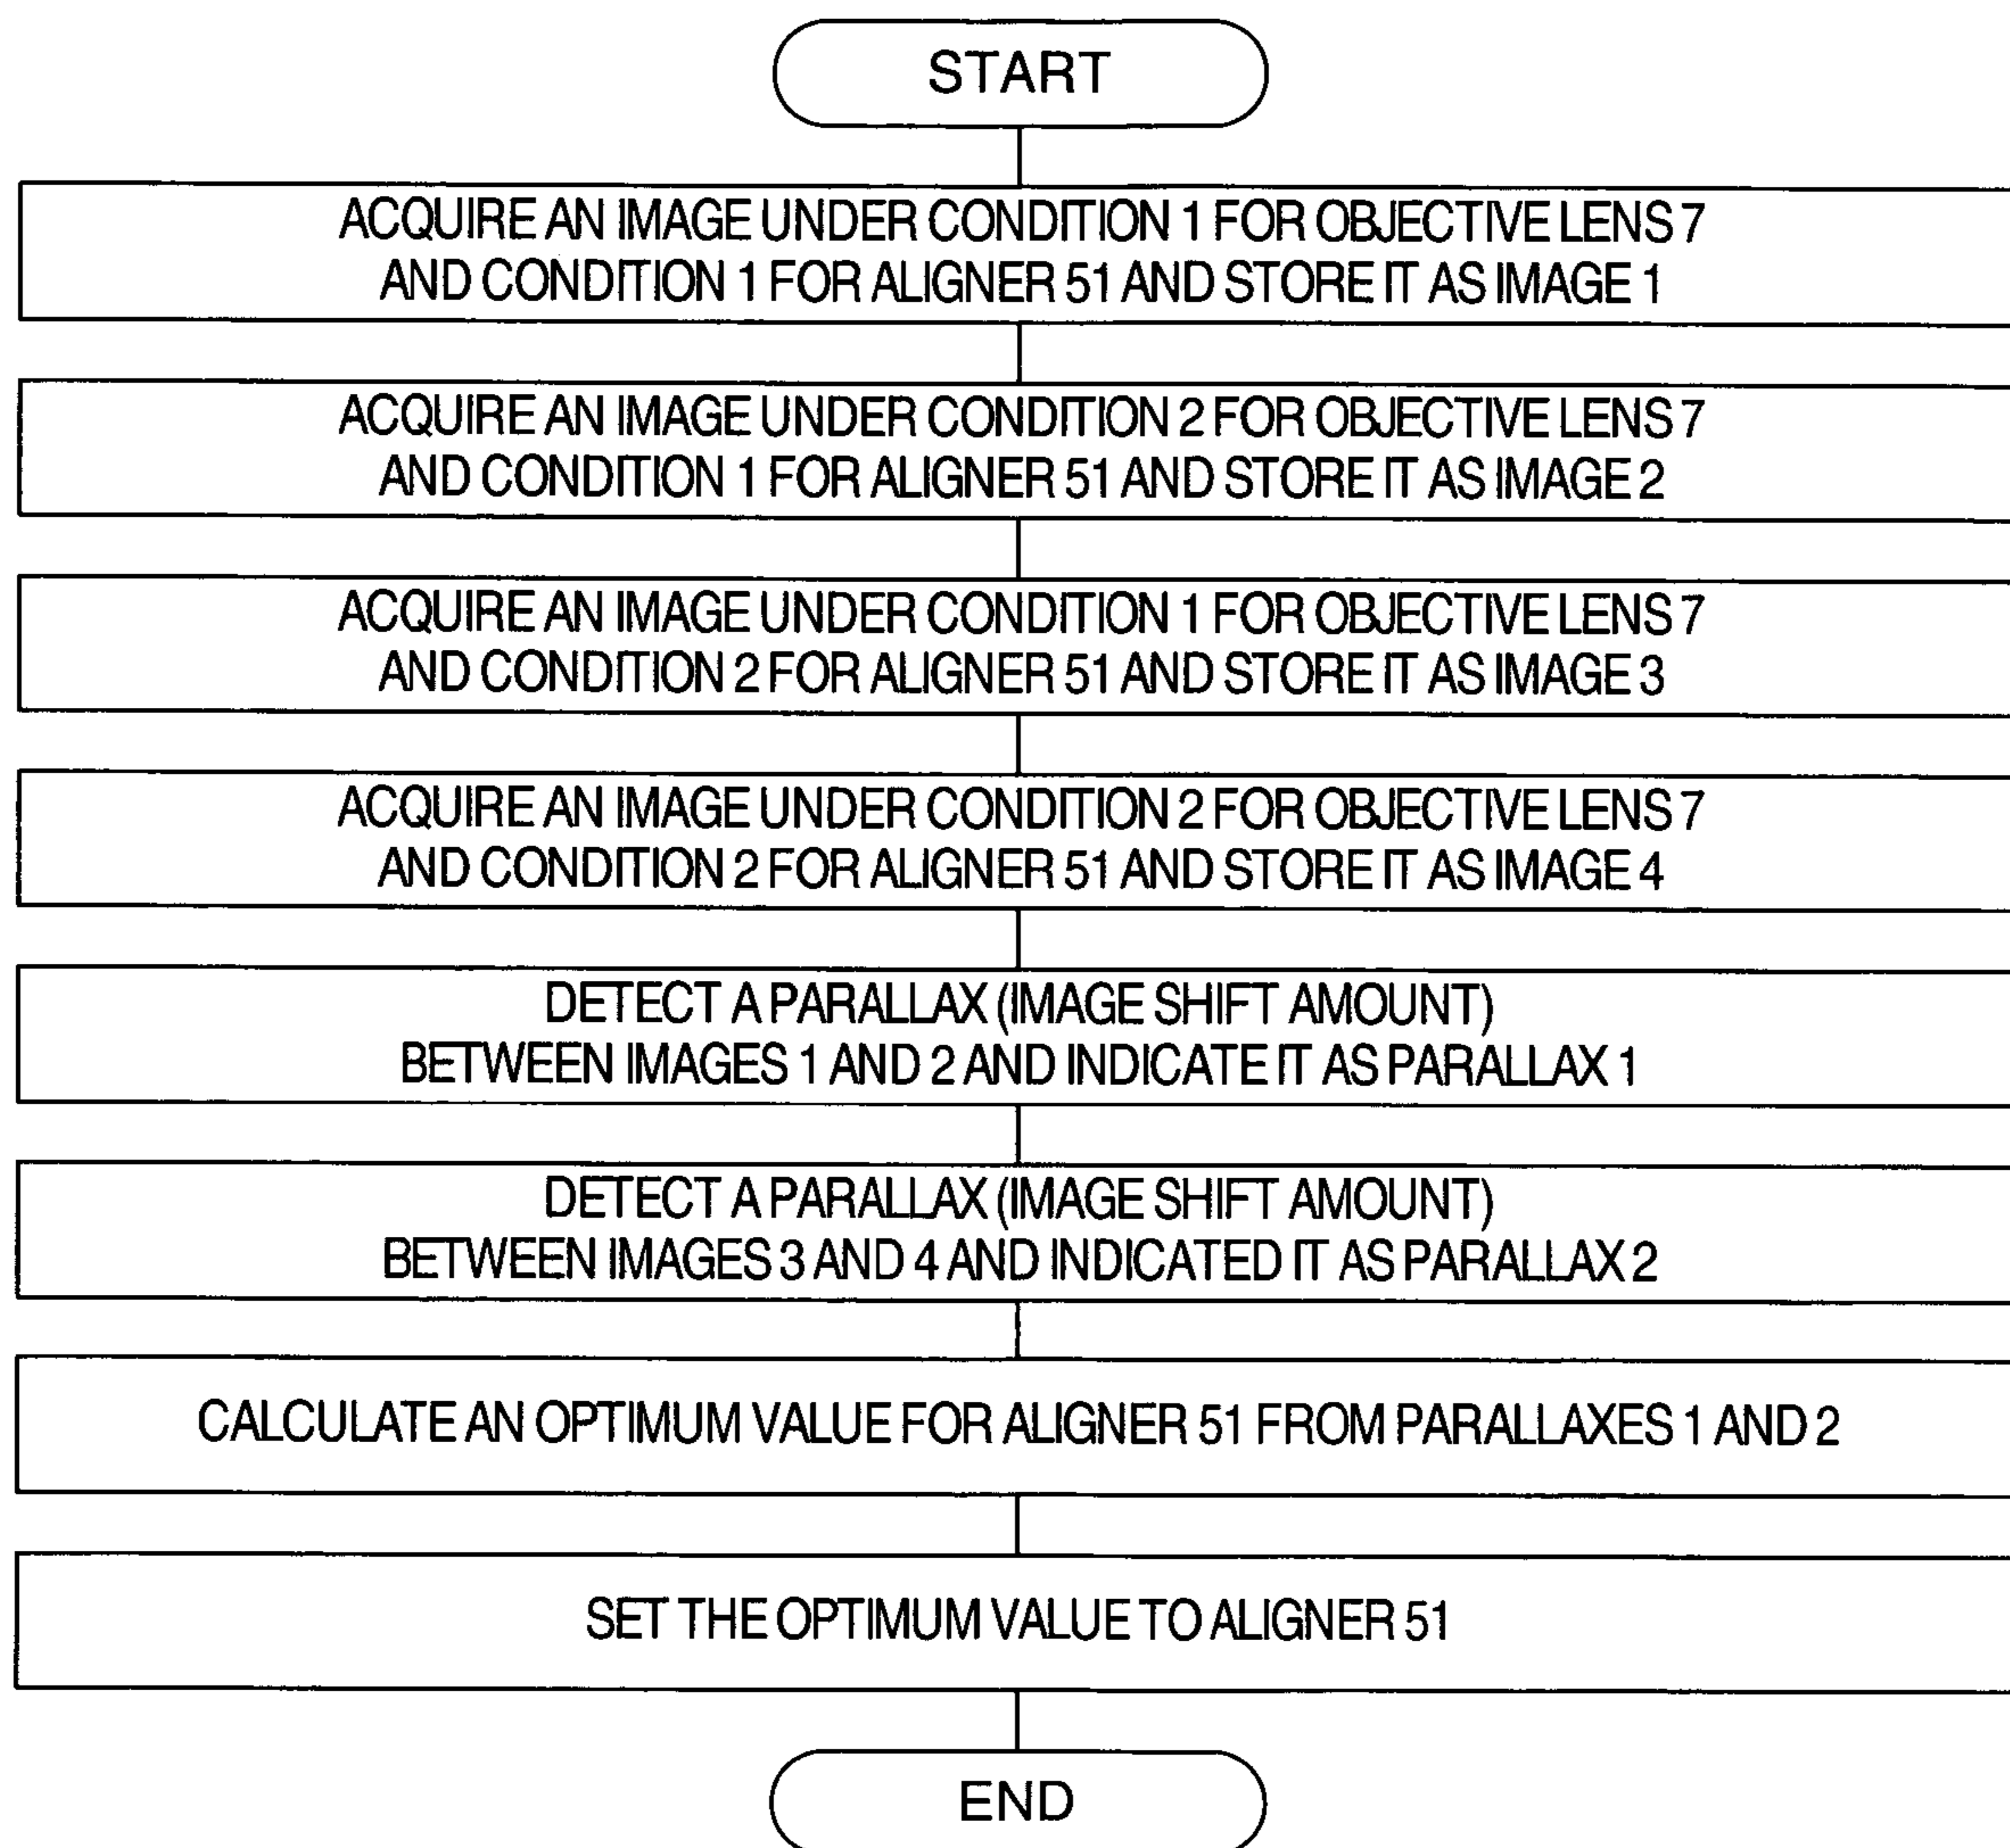 START
ACQUIRE AN IMAGE UNDER CONDITION 1 FOR OBJECTIVE LENS 7
AND CONDITION 1 FOR ALIGNER 51 AND STORE IT AS IMAGE 1
ACQUIRE AN IMAGE UNDER CONDITION 2 FOR OBJECTIVE LENS 7
AND CONDITION 1 FOR ALIGNER 51 AND STORE IT AS IMAGE 2
ACQUIRE AN IMAGE UNDER CONDITION 1 FOR OBJECTIVE LENS 7
AND CONDITION 2 FOR ALIGNER 51 AND STORE IT AS IMAGE 3
ACQUIRE AN IMAGE UNDER CONDITION 2 FOR OBJECTIVE LENS 7
AND CONDITION 2 FOR ALIGNER 51 AND STORE IT AS IMAGE 4
DETECT A PARALLAX (IMAGE SHIFT AMOUNT)
BETWEEN IMAGES 1 AND 2 AND INDICATE IT AS PARALLAX 1
DETECT A PARALLAX (IMAGE SHIFT AMOUNT)
BETWEEN IMAGES 3 AND 4 AND INDICATED IT AS PARALLAX 2
CALCULATE AN OPTIMUM VALUE FOR ALIGNER 51 FROM PARALLAXES 1 AND 2
SET THE OPTIMUM VALUE TO ALIGNER 51
END